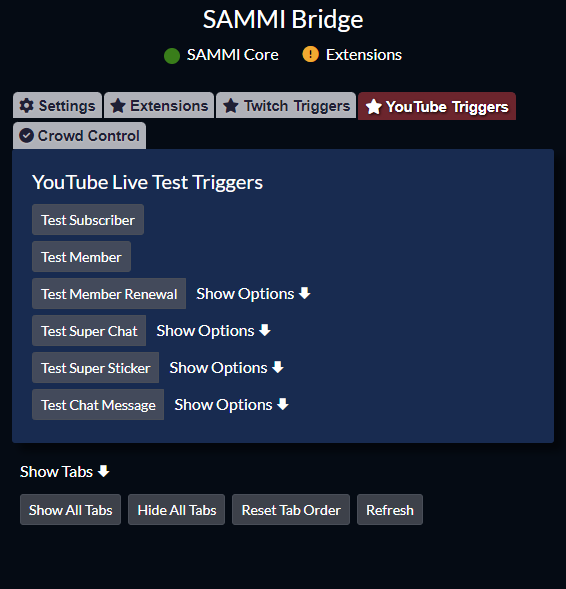 SAMMI Bridge
SAMMI Core Extensions
Settings Extensions Twitch Triggers YouTube Triggers
Crowd Control
YouTube Live Test Triggers
Test Subscriber
Test Member
Test Member Renewal Show Options
Test Super Chat Show Options
Test Super Sticker Show Options
Test Chat Message Show Options
Show Tabs
Show All Tabs Hide All Tabs Reset Tab Order Refresh